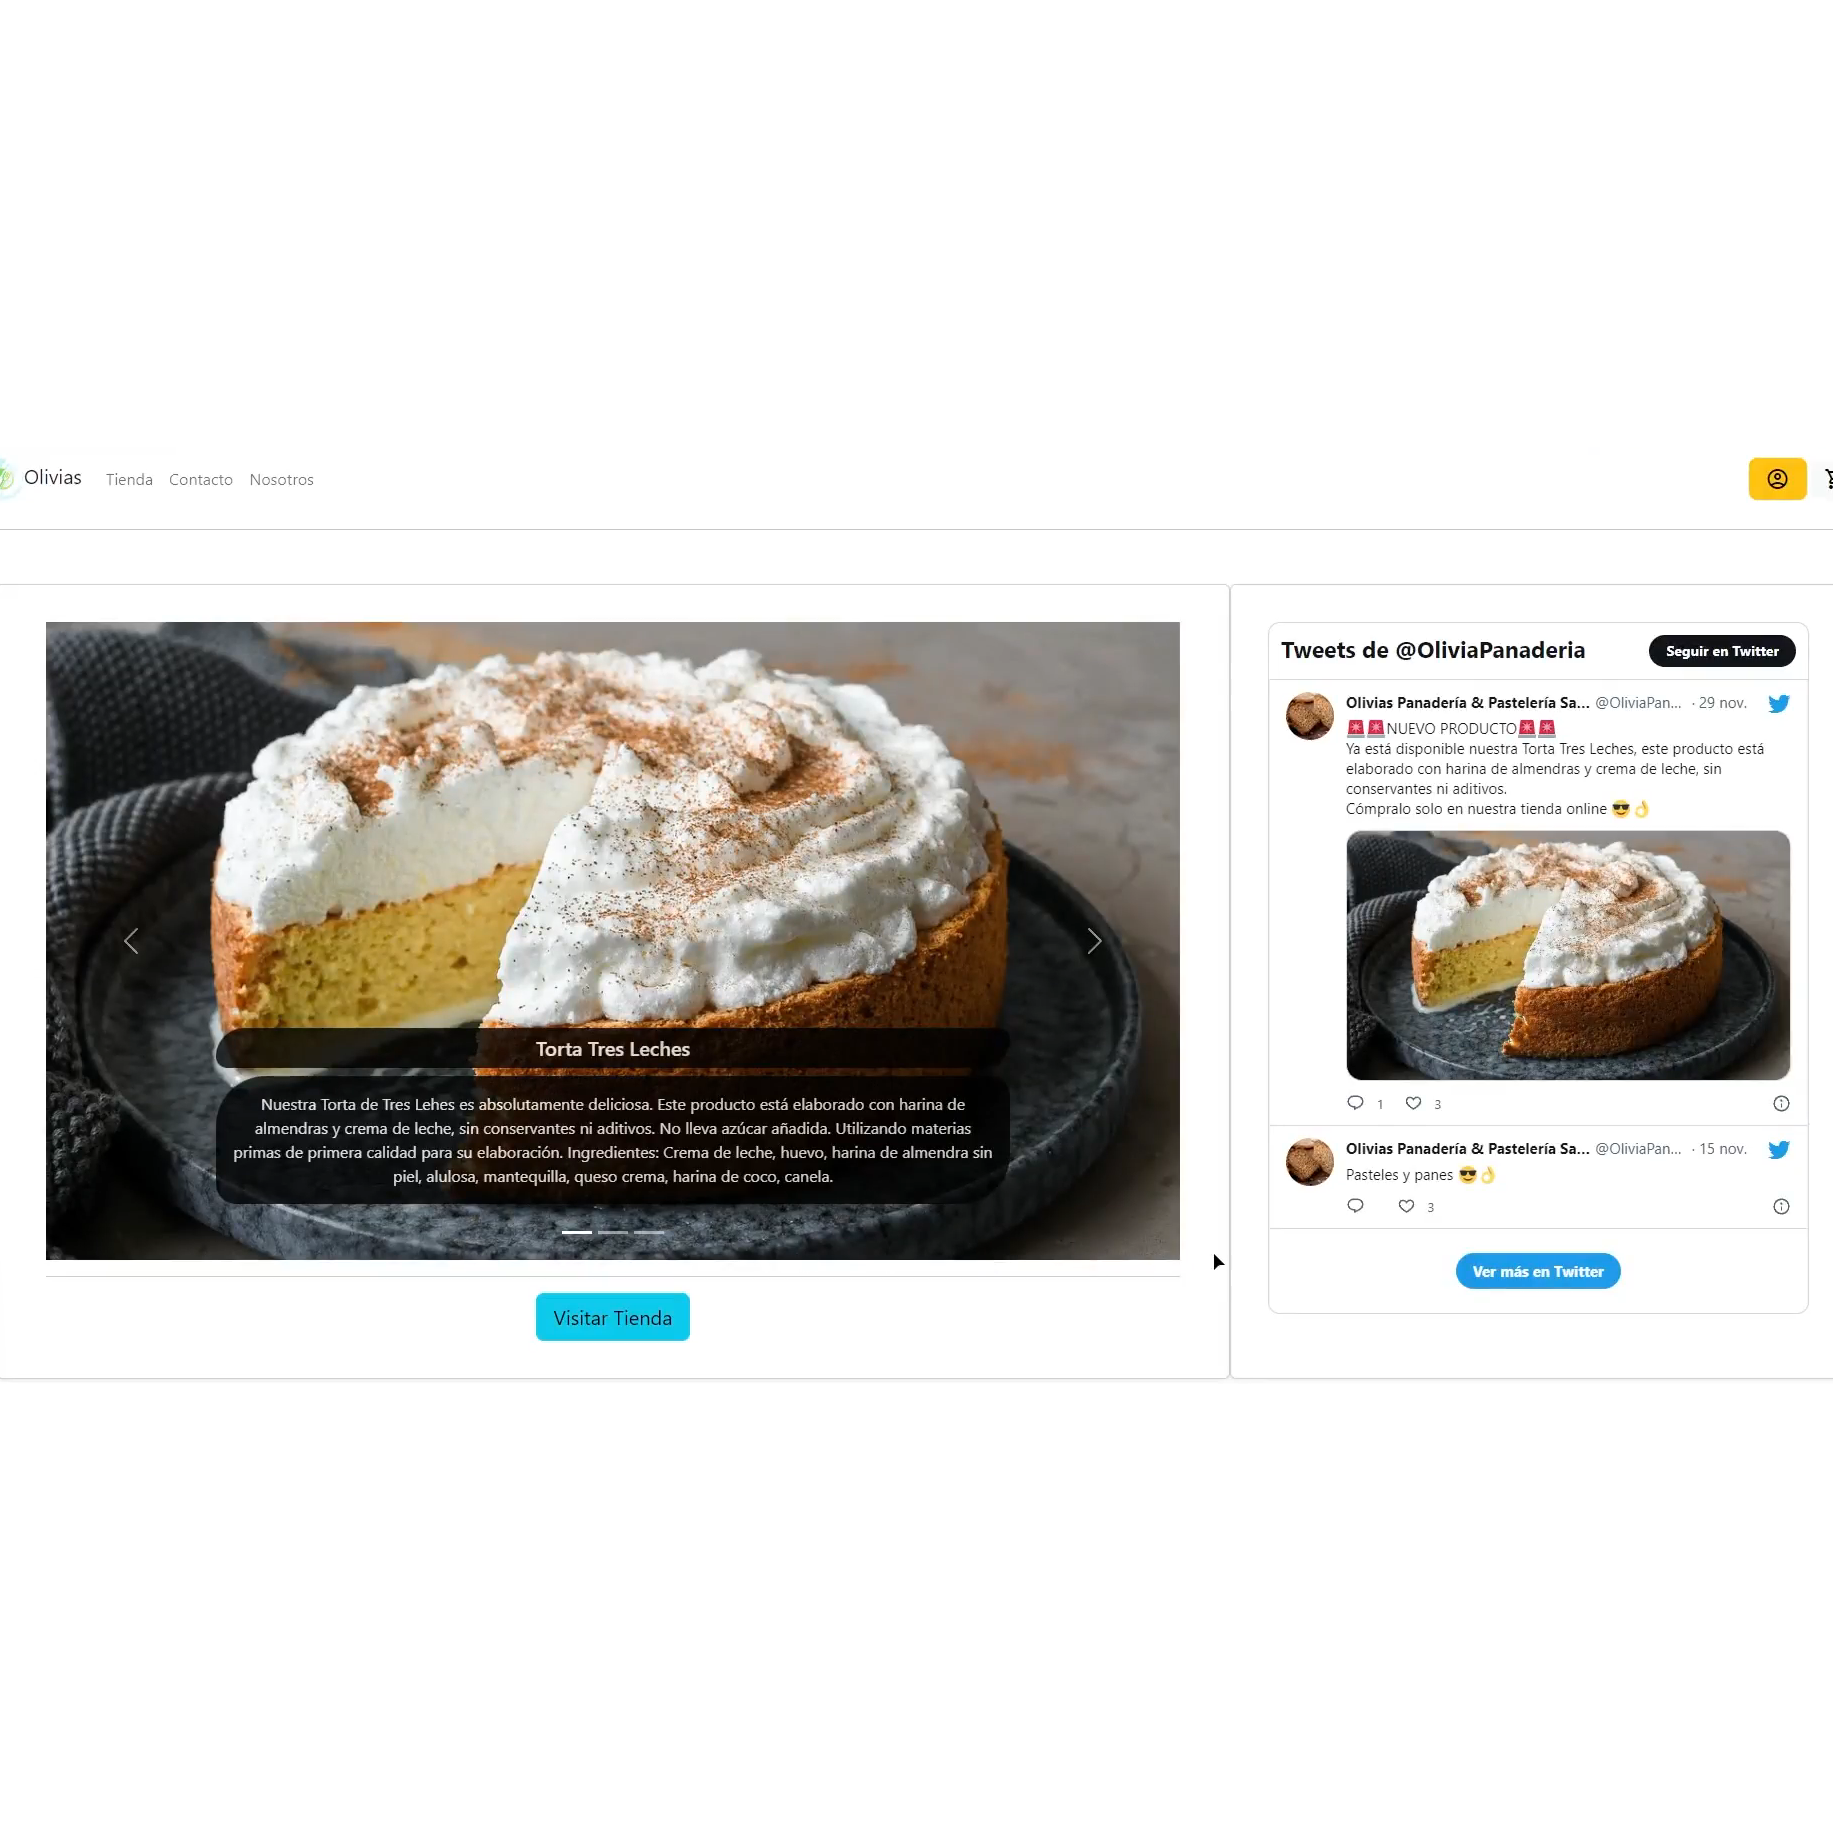 Olivias Tienda Contacto Nosotros
Torta Tres Leches
Nuestra Torta de Tres Lehes es absolutamente deliciosa. Este producto está elaborado con harina de
almendras y crema de leche, sin conservantes ni aditivos. No lleva azúcar añadida. Utilizando materias
primas de primera calidad para su elaboración. Ingredientes: Crema de leche, huevo, harina de almendra sin
piel, alulosa, mantequilla, queso crema, harina de coco, canela.
Visitar Tienda
Tweets de @OliviaPanaderia Seguir en Twitter
Olivias Panadería & Pastelería Sa... @OliviaPan... · 29 nov.
🚨🚨NUEVO PRODUCTO🚨🚨
Ya está disponible nuestra Torta Tres Leches, este producto está
elaborado con harina de almendras y crema de leche, sin
conservantes ni aditivos.
Cómpralo solo en nuestra tienda online 😎👌
1 3
Olivias Panadería & Pastelería Sa... @OliviaPan... · 15 nov.
Pasteles y panes 😎👌
3
Ver más en Twitter